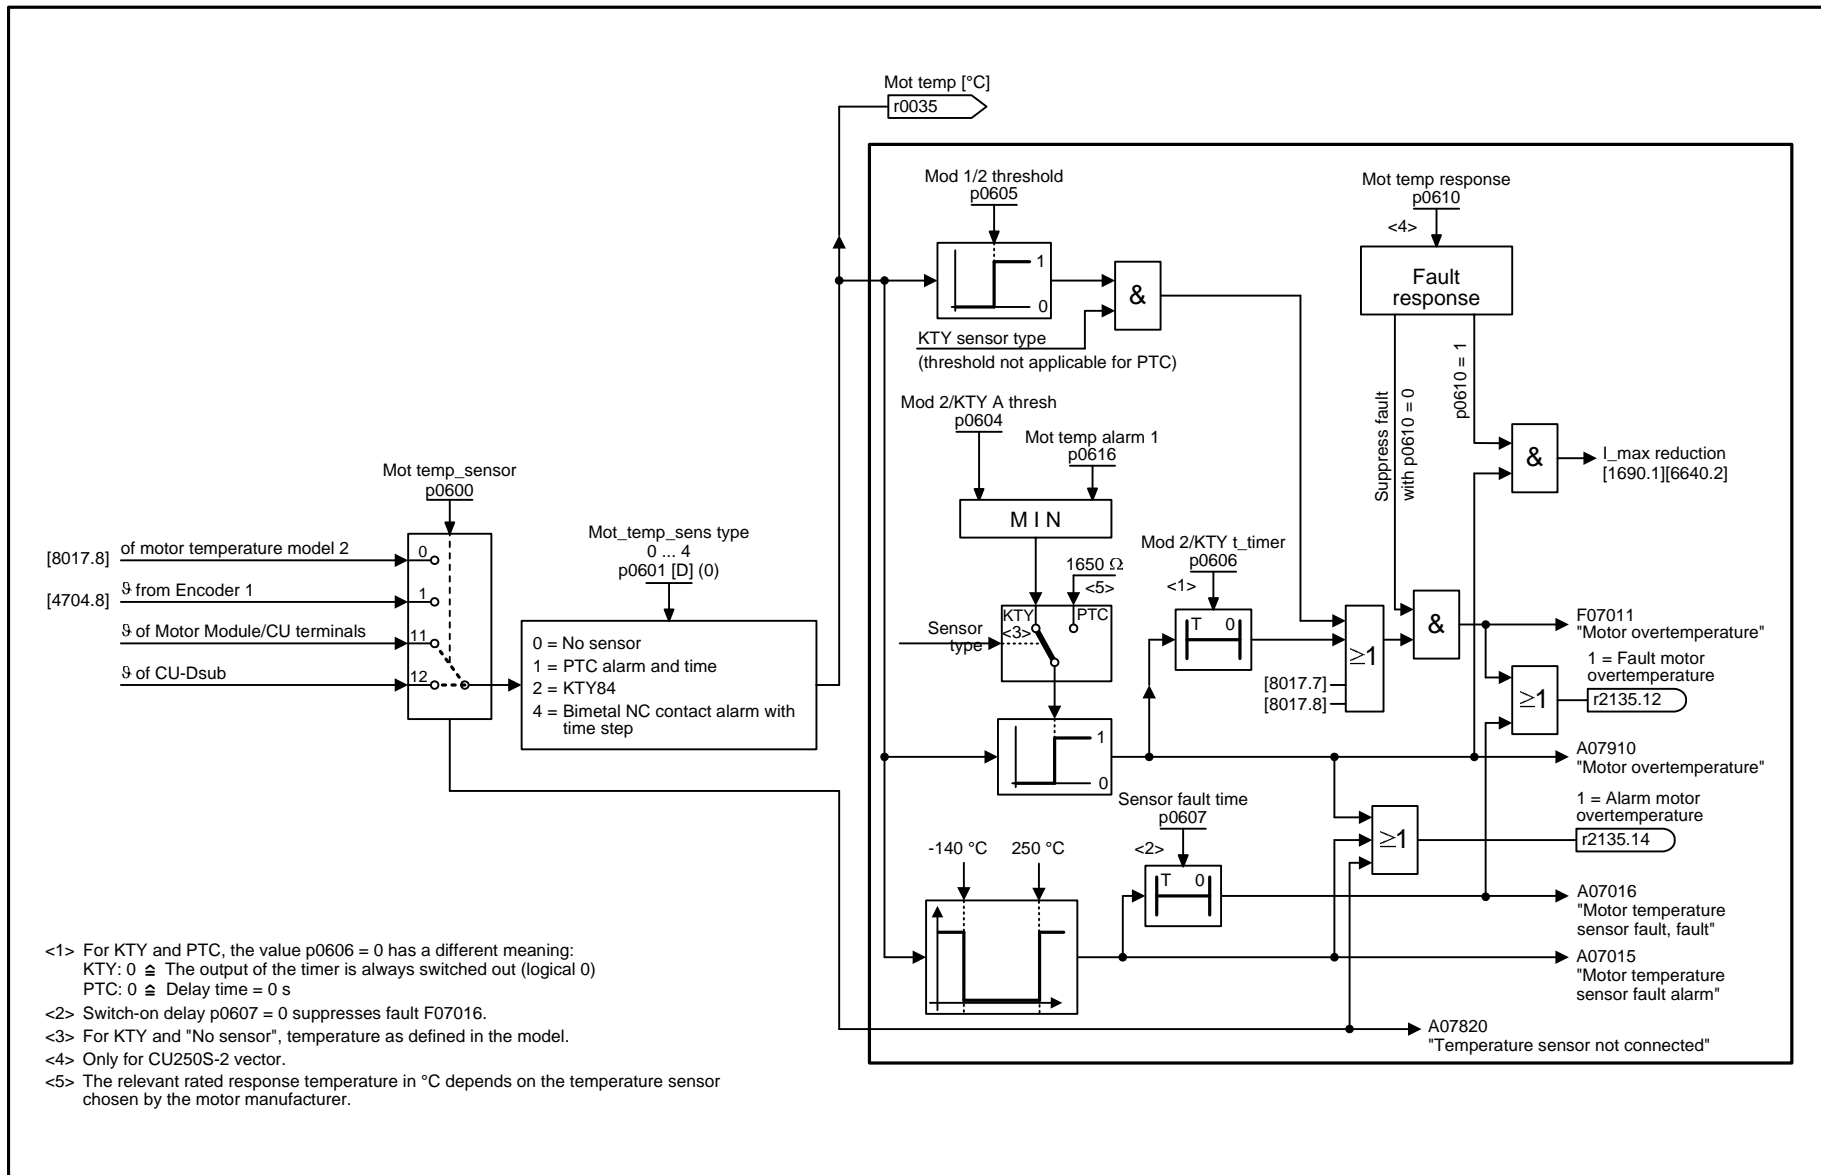 Mot temp [°C]
r0035
Mod 1/2 threshold
p0605
1
0
&
KTY sensor type
(threshold not applicable for PTC)
Mot temp response
p0610
<4>
Fault
response
Suppress fault
with p0610 = 0
p0610 = 1
&
I_max reduction
[1690.1][6640.2]
Mod 2/KTY A thresh
p0604
Mot temp alarm 1
p0616
M I N
1650 Ω
<5>
KTY
<3>
PTC
Sensor
type
Mod 2/KTY t_timer
p0606
<1>
T 0
[8017.7]
[8017.8]
≥1
&
F07011
"Motor overtemperature"
1 = Fault motor
overtemperature
≥1
r2135.12
1
0
A07910
"Motor overtemperature"
Mot temp_sensor
p0600
[8017.8]
of motor temperature model 2
0
[4704.8]
ϑ from Encoder 1
1
ϑ of Motor Module/CU terminals
11
ϑ of CU-Dsub
12
Mot_temp_sens type
0 ... 4
p0601 [D] (0)
0 = No sensor
1 = PTC alarm and time
2 = KTY84
4 = Bimetal NC contact alarm with
time step
Sensor fault time
p0607
<2>
T 0
-140 °C
250 °C
≥1
1 = Alarm motor
overtemperature
r2135.14
A07016
"Motor temperature
sensor fault, fault"
A07015
"Motor temperature
sensor fault alarm"
A07820
"Temperature sensor not connected"
<1> For KTY and PTC, the value p0606 = 0 has a different meaning:
KTY: 0 ≙ The output of the timer is always switched out (logical 0)
PTC: 0 ≙ Delay time = 0 s
<2> Switch-on delay p0607 = 0 suppresses fault F07016.
<3> For KTY and "No sensor", temperature as defined in the model.
<4> Only for CU250S-2 vector.
<5> The relevant rated response temperature in °C depends on the temperature sensor
chosen by the motor manufacturer.